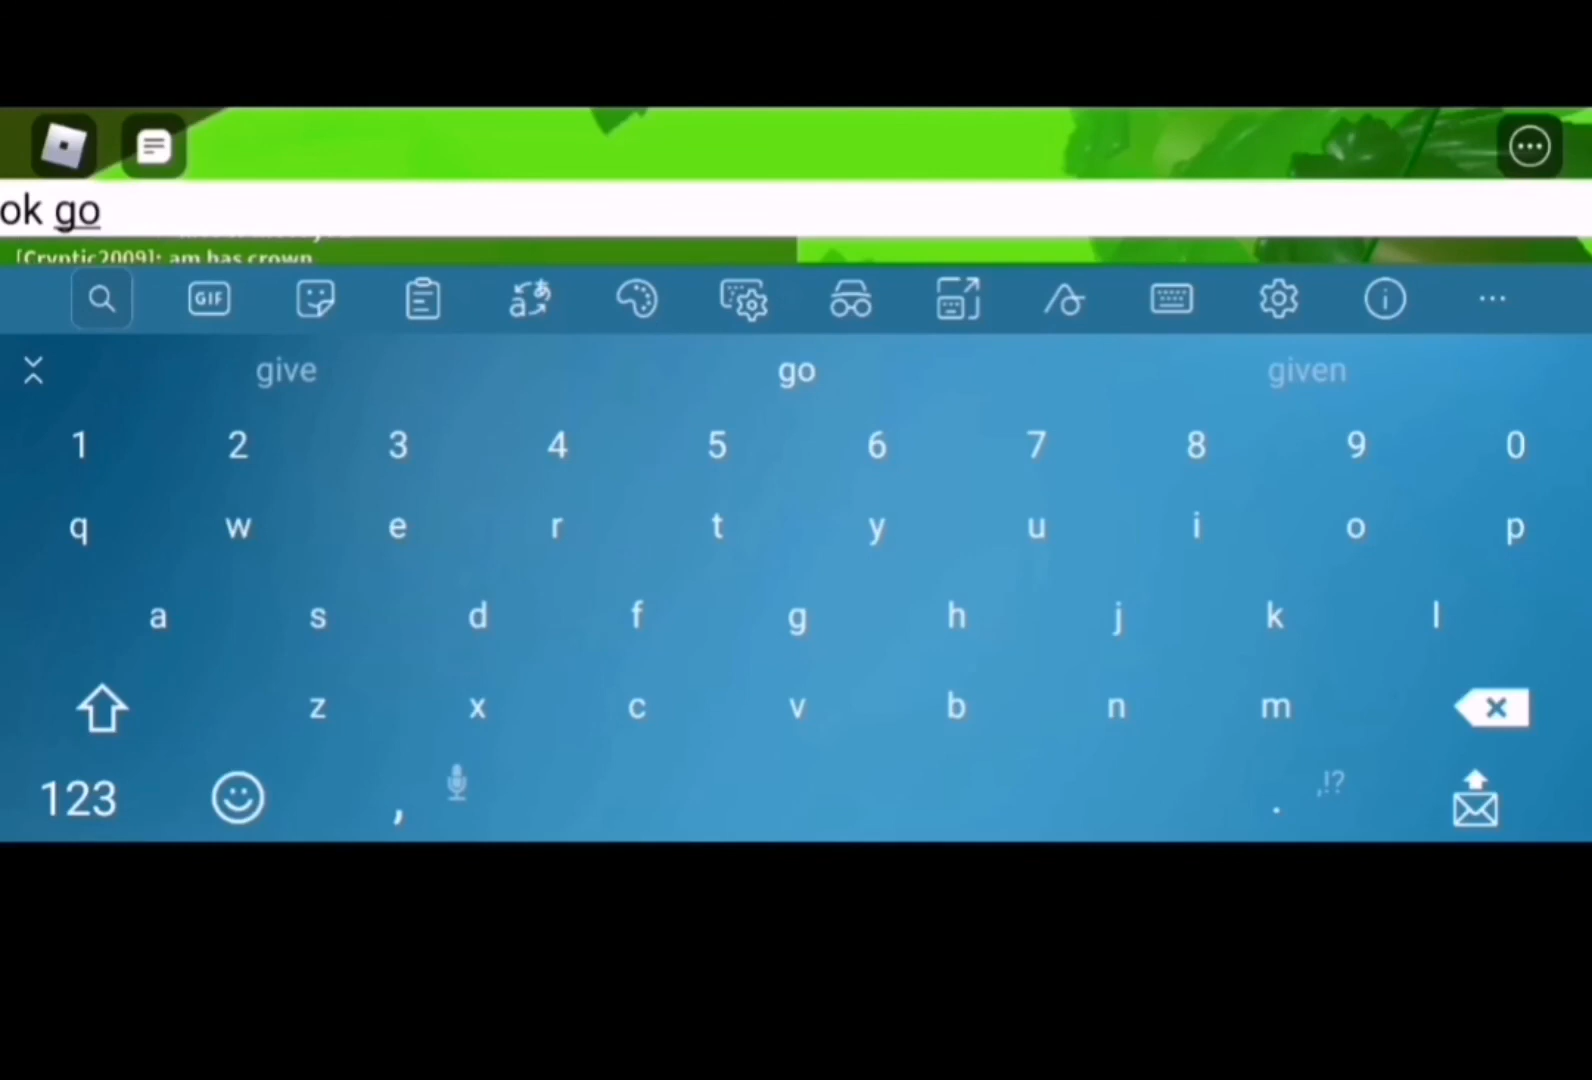 ok go
[Cryptic2009]: am has crown
GIF
give go given
1 2 3 4 5 6 7 8 9 0
q w e r t y u i o p
a s d f g h j k l
z x c v b n m
123 , . ,!?